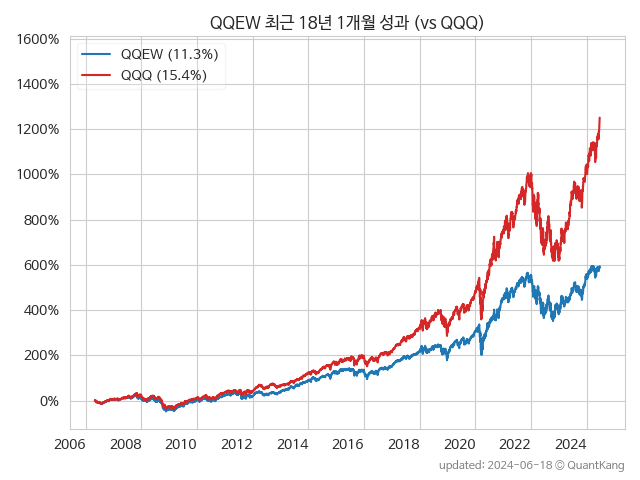 QQEW 최근 18년 1개월 성과 (vs QQQ)
1600%
QQEW (11.3%)
QQQ (15.4%)
1400%
1200%
1000%
800%
600%
400%
200%
0%
2006 2008 2010 2012 2014 2016 2018 2020 2022 2024
updated: 2024-06-18 © QuantKang